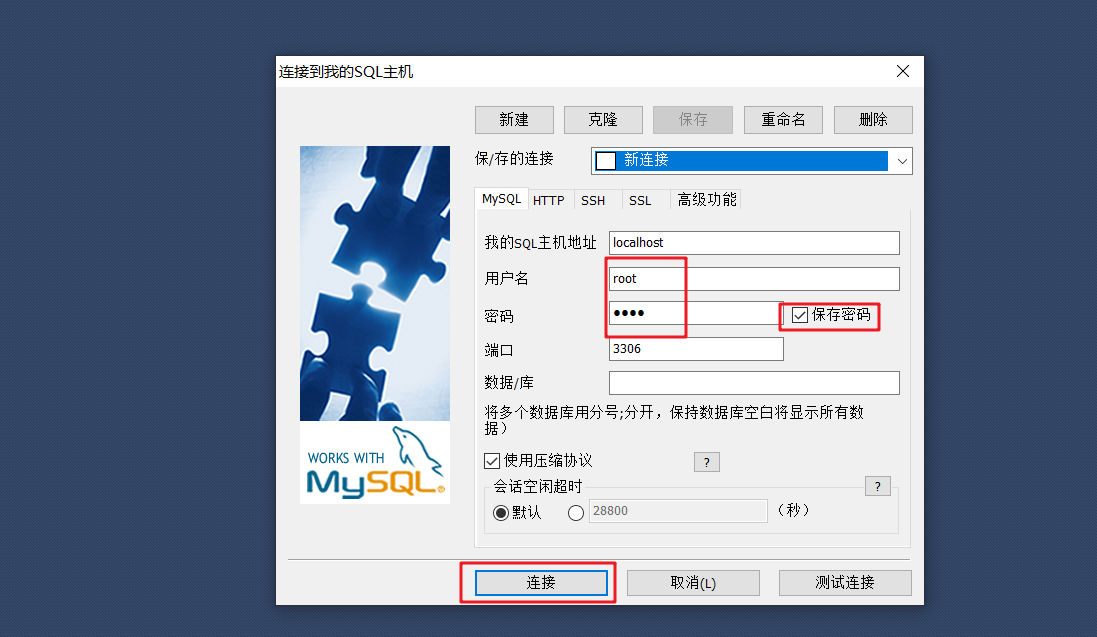 连接到我的SQL主机
新建 克隆 保存 重命名 删除
保/存的连接 新连接
MySQL HTTP SSH SSL 高级功能
我的SQL主机地址 localhost
用户名 root
密码 •••• 保存密码
端口 3306
数据/库
将多个数据库用分号;分开，保持数据库空白将显示所有数
据）
使用压缩协议 ?
会话空闲超时 ?
默认 28800 （秒）
WORKS WITH
MySQL®
连接 取消(L) 测试连接